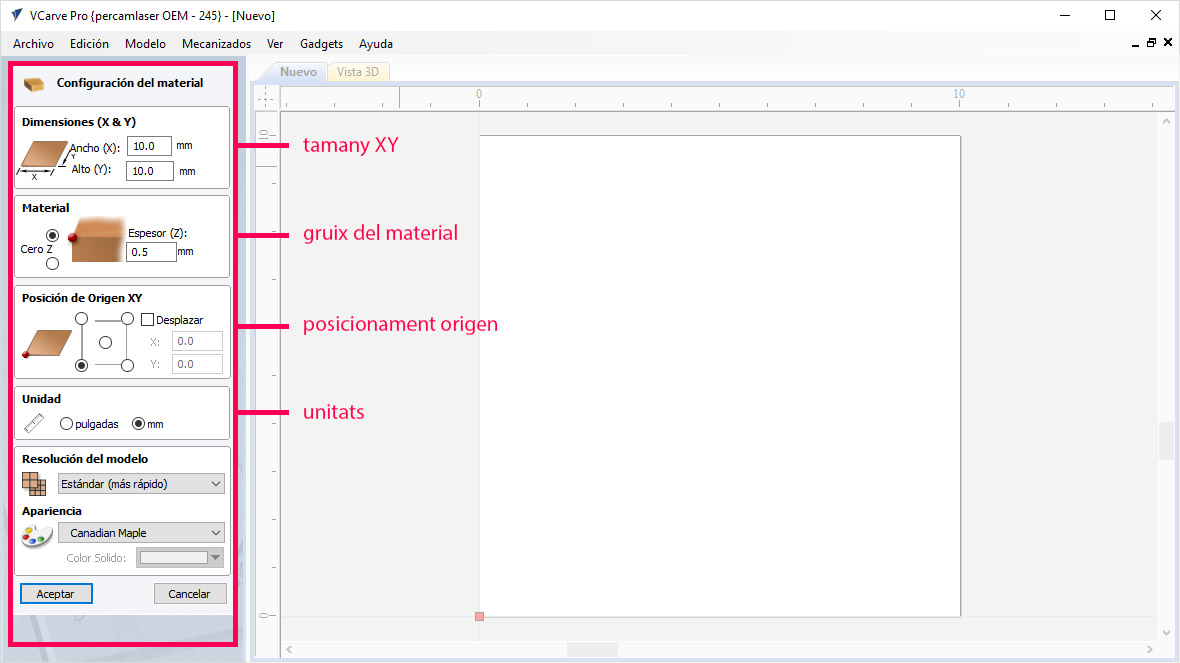 VCarve Pro {percamlaser OEM - 245} - [Nuevo]
Archivo Edición Modelo Mecanizados Ver Gadgets Ayuda
Configuración del material
Dimensiones (X & Y)
Ancho (X): 10.0 mm
Alto (Y): 10.0 mm
Y
X
Material
Cero Z
Espesor (Z):
0.5 mm
Posición de Origen XY
Desplazar
X: 0.0
Y: 0.0
Unidad
pulgadas mm
Resolución del modelo
Estándar (más rápido)
Apariencia
Canadian Maple
Color Solido:
Aceptar Cancelar
Nuevo Vista 3D
0 10
10
0
tamany XY
gruix del material
posicionament origen
unitats